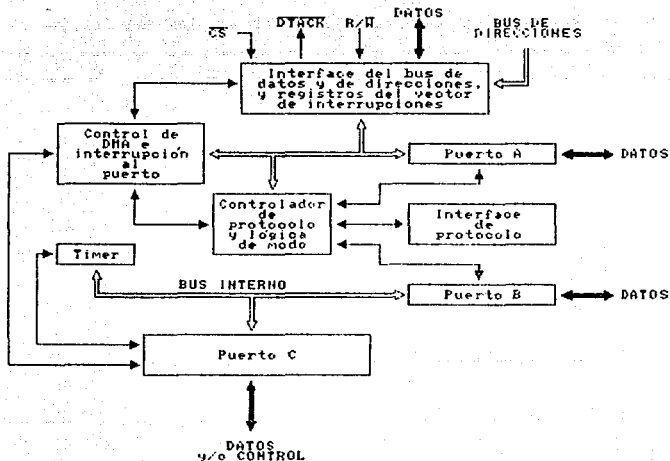 CS
DTACK
R/W
DATOS
BUS DE
DIRECCIONES
Interface del bus de
datos y de direcciones,
y registros del vector
de interrupciones
Control de
DMA e
interrupción
al
puerto
Puerto A
DATOS
Controlador
de
protocolo
y lógica
de modo
Interface
de
protocolo
Timer
BUS INTERNO
Puerto B
DATOS
Puerto C
DATOS
y/o CONTROL